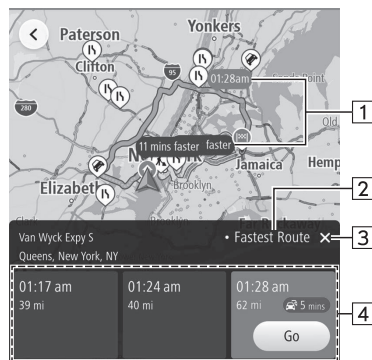 Yonkers
Paterson
Clifton
95
01:28am
280
1
11 mins faster
faster
Jamaica
Hemp
2
Elizabet
Brooklyn
Van Wyck Expy S
• Fastest Route
3
Queens, New York, NY
01:17 am
01:24 am
01:28 am
39 mi
40 mi
62 mi
5 mins
4
Go